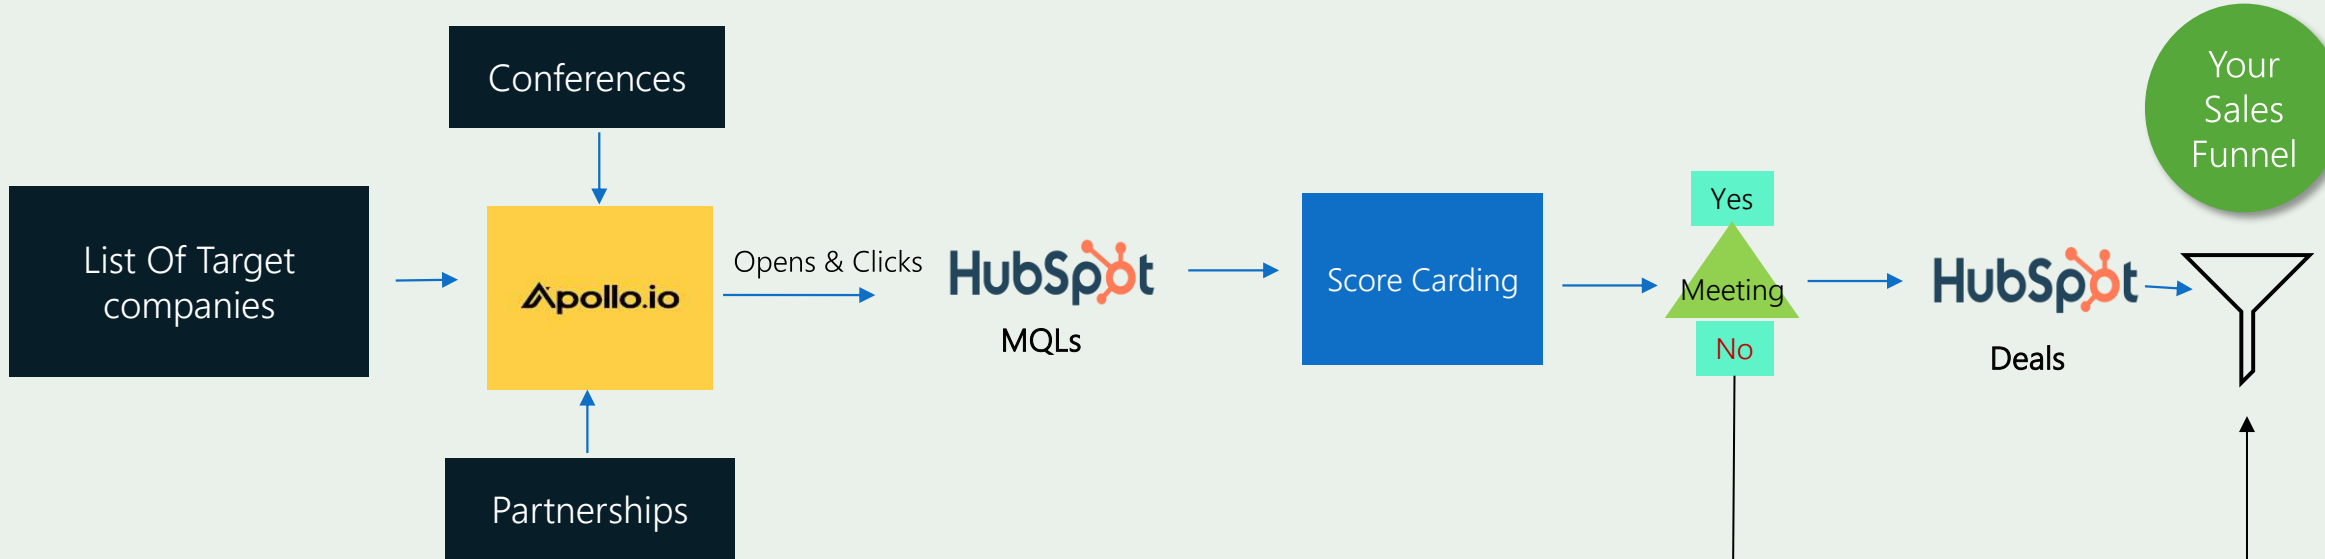 Conferences
List Of Target
companies
Apollo.io
Partnerships
Opens & Clicks
HubSpot
MQLs
Score Carding
Yes
Meeting
No
HubSpot
Deals
Your
Sales
Funnel